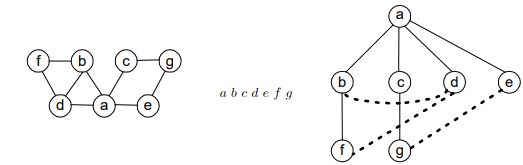 f b c g
d a e
a b c d e f g
a
b c d e
f g